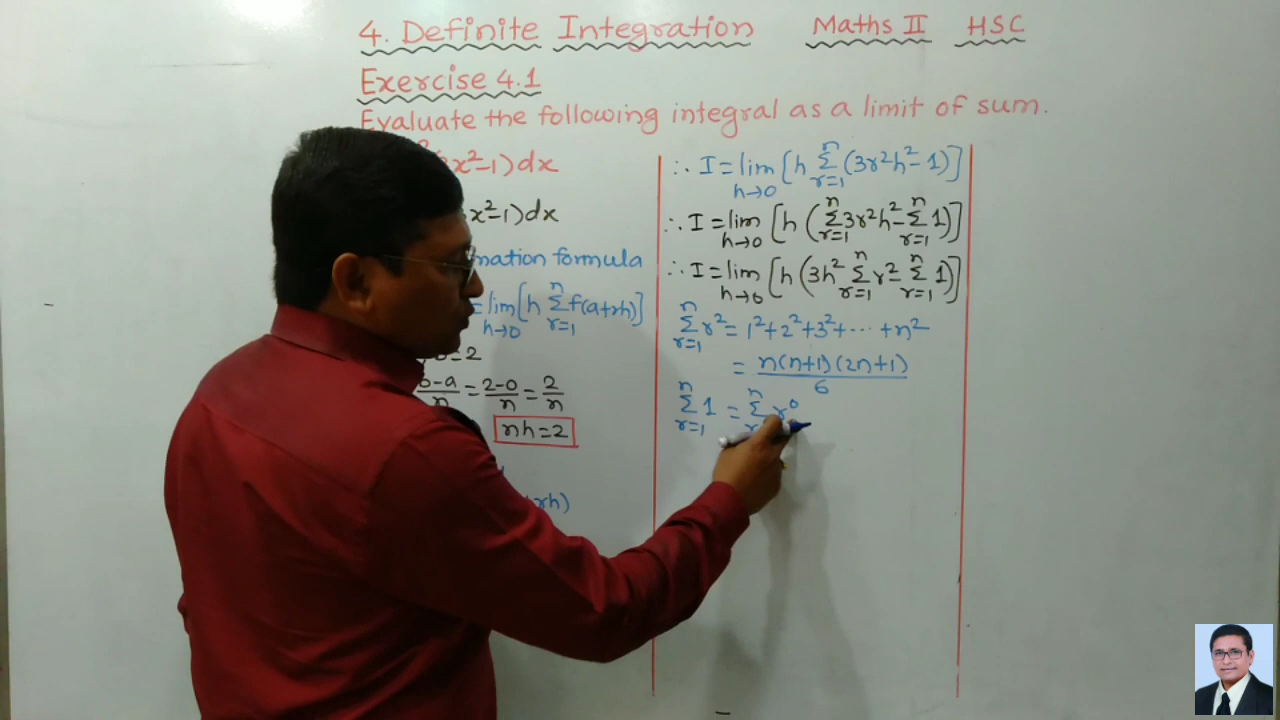 4. Definite Integration Maths II HSC
Exercise 4.1
Evaluate the following integral as a limit of sum.
x²-1) dx
x²-1) dx
mation formula
= lim h→0 [h Σ r=1 n f(a+rh)]
=2
b-a/n = 2-0/n = 2/n
nh = 2
rh)
∴ I = lim h→0 [h Σ r=1 n (3r²h²-1)]
∴ I = lim h→0 [h (Σ r=1 n 3r²h² - Σ r=1 n 1)]
∴ I = lim h→0 [h (3h² Σ r=1 n r² - Σ r=1 n 1)]
Σ r=1 n r² = 1²+2²+3²+···+n²
= n(n+1)(2n+1)/6
Σ r=1 n 1 = Σ n r⁰